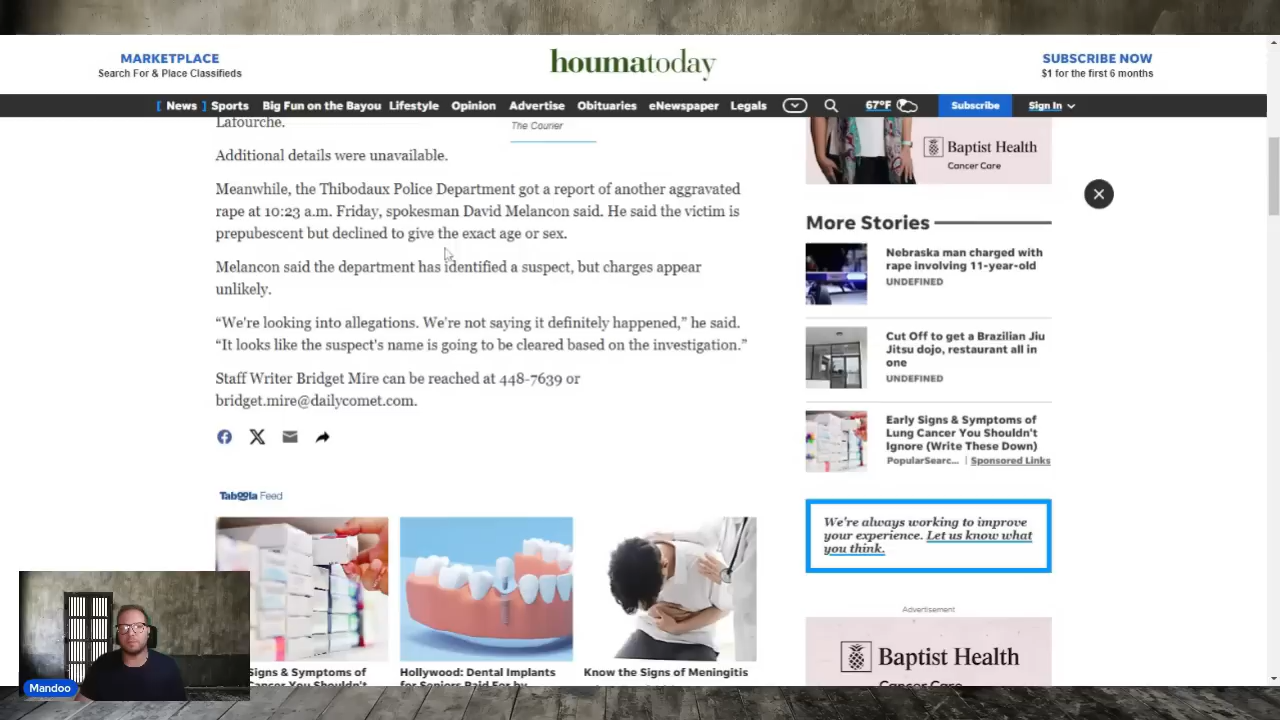 MARKETPLACE
Search For & Place Classifieds
houmatoday
SUBSCRIBE NOW
$1 for the first 6 months
[ News ] Sports Big Fun on the Bayou Lifestyle Opinion Advertise Obituaries eNewspaper Legals 67°F Subscribe Sign In
Lafourche.
The Courier
Additional details were unavailable.
Meanwhile, the Thibodaux Police Department got a report of another aggravated
rape at 10:23 a.m. Friday, spokesman David Melancon said. He said the victim is
prepubescent but declined to give the exact age or sex.
Melancon said the department has identified a suspect, but charges appear
unlikely.
“We're looking into allegations. We're not saying it definitely happened,” he said.
“It looks like the suspect's name is going to be cleared based on the investigation.”
Staff Writer Bridget Mire can be reached at 448-7639 or
bridget.mire@dailycomet.com.
Taboola Feed
Signs & Symptoms of
Cancer You Shouldn't
Hollywood: Dental Implants
for Seniors Paid For by
Know the Signs of Meningitis
Baptist Health
Cancer Care
More Stories
Nebraska man charged with
rape involving 11-year-old
UNDEFINED
Cut Off to get a Brazilian Jiu
Jitsu dojo, restaurant all in
one
UNDEFINED
Early Signs & Symptoms of
Lung Cancer You Shouldn't
Ignore (Write These Down)
PopularSearc... | Sponsored Links
We're always working to improve
your experience. Let us know what
you think.
Advertisement
Baptist Health
Cancer Care
Mandoo